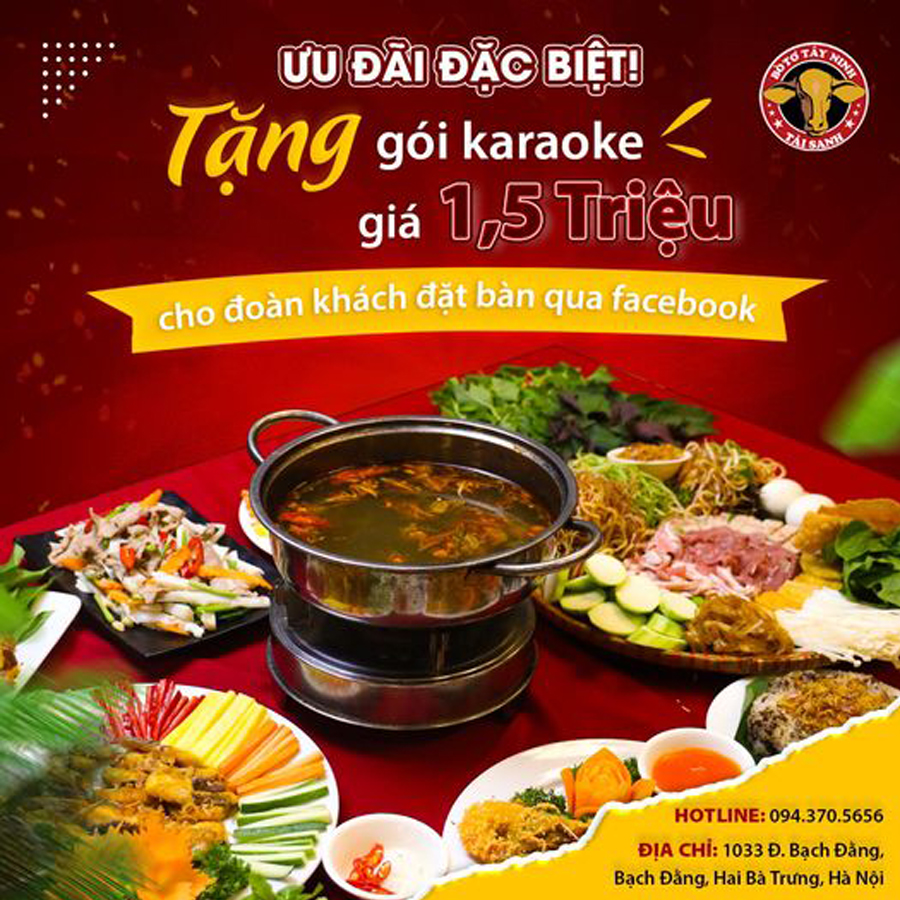 ƯU ĐÃI ĐẶC BIỆT!
Tặng gói karaoke
giá 1,5 Triệu
cho đoàn khách đặt bàn qua facebook
BÒ TƠ TÂY NINH
TÀI SANH
HOTLINE: 094.370.5656
ĐỊA CHỈ: 1033 Đ. Bạch Đằng,
Bạch Đằng, Hai Bà Trưng, Hà Nội